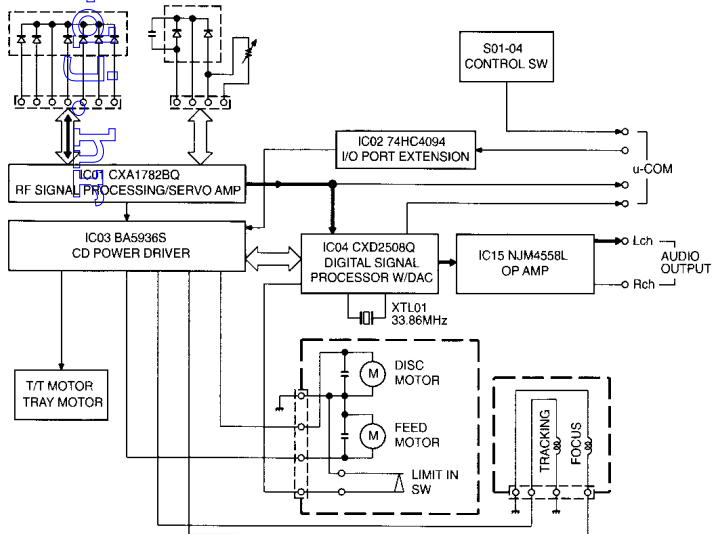 S01-04
CONTROL SW
IC02 74HC4094
I/O PORT EXTENSION
u-COM
IC01 CXA1782BQ
RF SIGNAL PROCESSING/SERVO AMP
IC03 BA5936S
CD POWER DRIVER
IC04 CXD2508Q
DIGITAL SIGNAL
PROCESSOR W/DAC
IC15 NJM4558L
OP AMP
Lch
Rch
AUDIO
OUTPUT
XTL01
33.86MHz
T/T MOTOR
TRAY MOTOR
M
DISC
MOTOR
M
FEED
MOTOR
LIMIT IN
SW
TRACKING
FOCUS